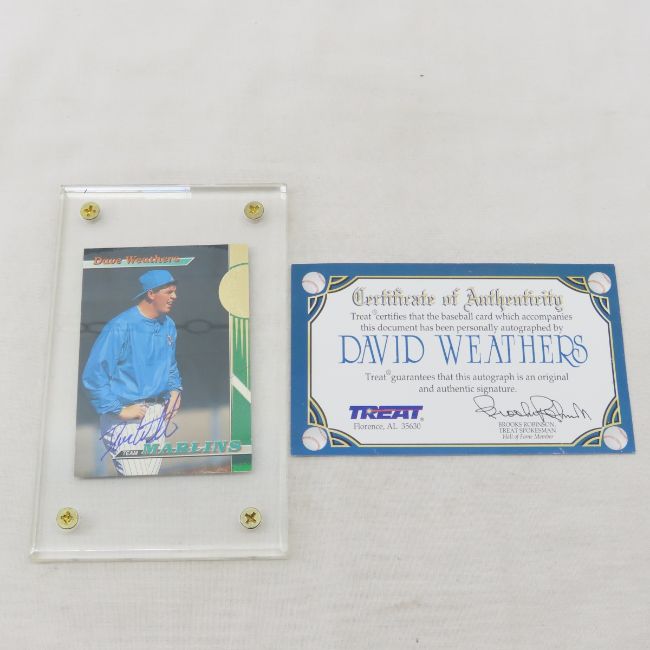 Dave Weathers
TEAM MARLINS
Certificate of Authenticity
Treat® certifies that the baseball card which accompanies
this document has been personally autographed by
DAVID WEATHERS
Treat® guarantees that this autograph is an original
and authentic signature.
TREAT
Florence, AL 35630
BROOKS ROBINSON,
TREAT SPOKESMAN
Hall of Fame Member